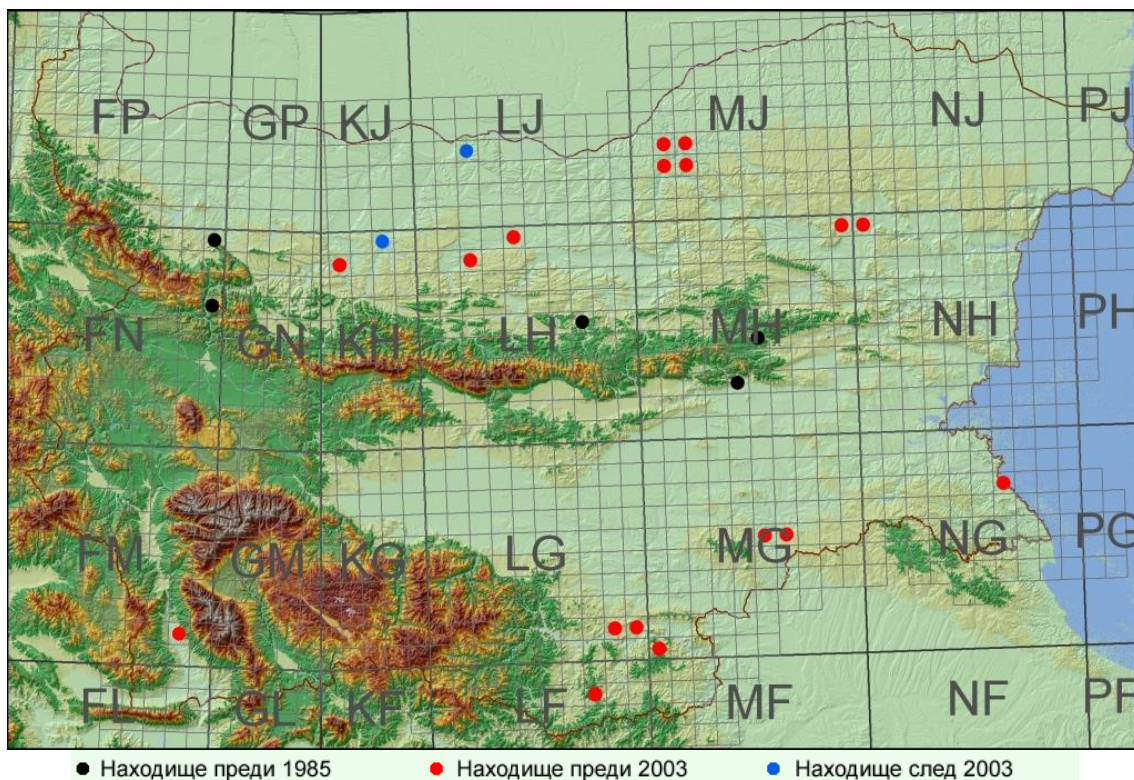 FP GP KJ LJ MJ NJ PJ
FN GN KH LH MH NH PH
FM GM KG LG MG NG PG
FL GL KF LF MF NF PF
Находище преди 1985 Находище преди 2003 Находище след 2003